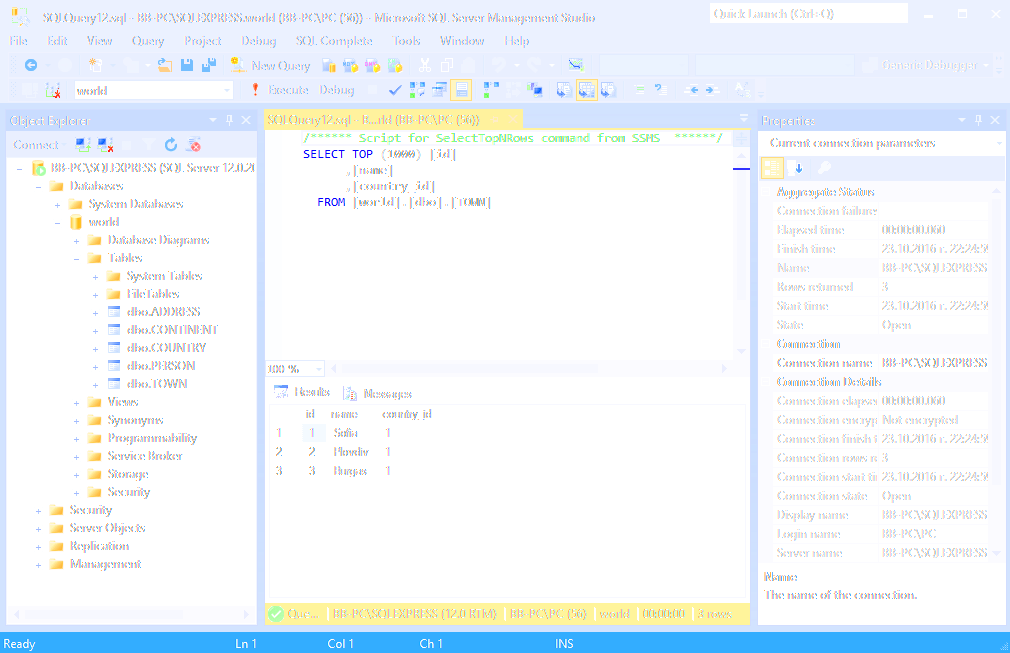 SQLQuery12.sql - BB-PC\SQLEXPRESS.world (BB-PC\PC (56)) - Microsoft SQL Server Management Studio
Quick Launch (Ctrl+Q)
File Edit View Query Project Debug SQL Complete Tools Window Help
New Query
Generic Debugger
world
Execute Debug
Object Explorer
Connect
BB-PC\SQLEXPRESS (SQL Server 12.0.20
Databases
System Databases
world
Database Diagrams
Tables
System Tables
FileTables
dbo.ADDRESS
dbo.CONTINENT
dbo.COUNTRY
dbo.PERSON
dbo.TOWN
Views
Synonyms
Programmability
Service Broker
Storage
Security
Security
Server Objects
Replication
Management
SQLQuery12.sql - B...rld (BB-PC\PC (56))
/****** Script for SelectTopNRows command from SSMS ******/
SELECT TOP (1000) [id]
,[name]
,[country_id]
FROM [world].[dbo].[TOWN]
100 %
Results Messages
id name country_id
1 1 Sofia 1
2 2 Plovdiv 1
3 3 Burgas 1
Que... BB-PC\SQLEXPRESS (12.0 RTM) BB-PC\PC (56) world 00:00:00 3 rows
Properties
Current connection parameters
Aggregate Status
Connection failure
Elapsed time 00:00:00.060
Finish time 23.10.2016 г. 22:24:59
Name BB-PC\SQLEXPRESS
Rows returned 3
Start time 23.10.2016 г. 22:24:59
State Open
Connection
Connection name BB-PC\SQLEXPRESS
Connection Details
Connection elapse 00:00:00.060
Connection encryp Not encrypted
Connection finish t 23.10.2016 г. 22:24:59
Connection rows r 3
Connection start ti 23.10.2016 г. 22:24:59
Connection state Open
Display name BB-PC\SQLEXPRESS
Login name BB-PC\PC
Server name BB-PC\SQLEXPRESS
Name
The name of the connection.
Ready Ln 1 Col 1 Ch 1 INS